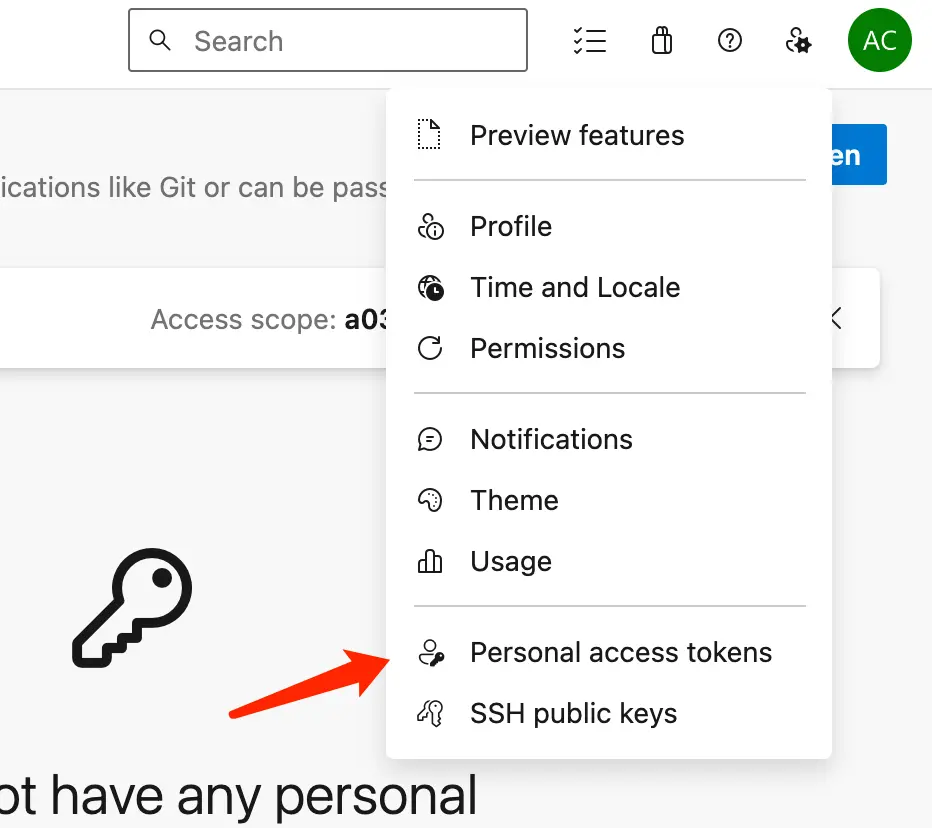 Search
AC
Preview features
en
ications like Git or can be pass
Profile
Time and Locale
Access scope: a03
Permissions
Notifications
Theme
Usage
Personal access tokens
SSH public keys
ot have any personal